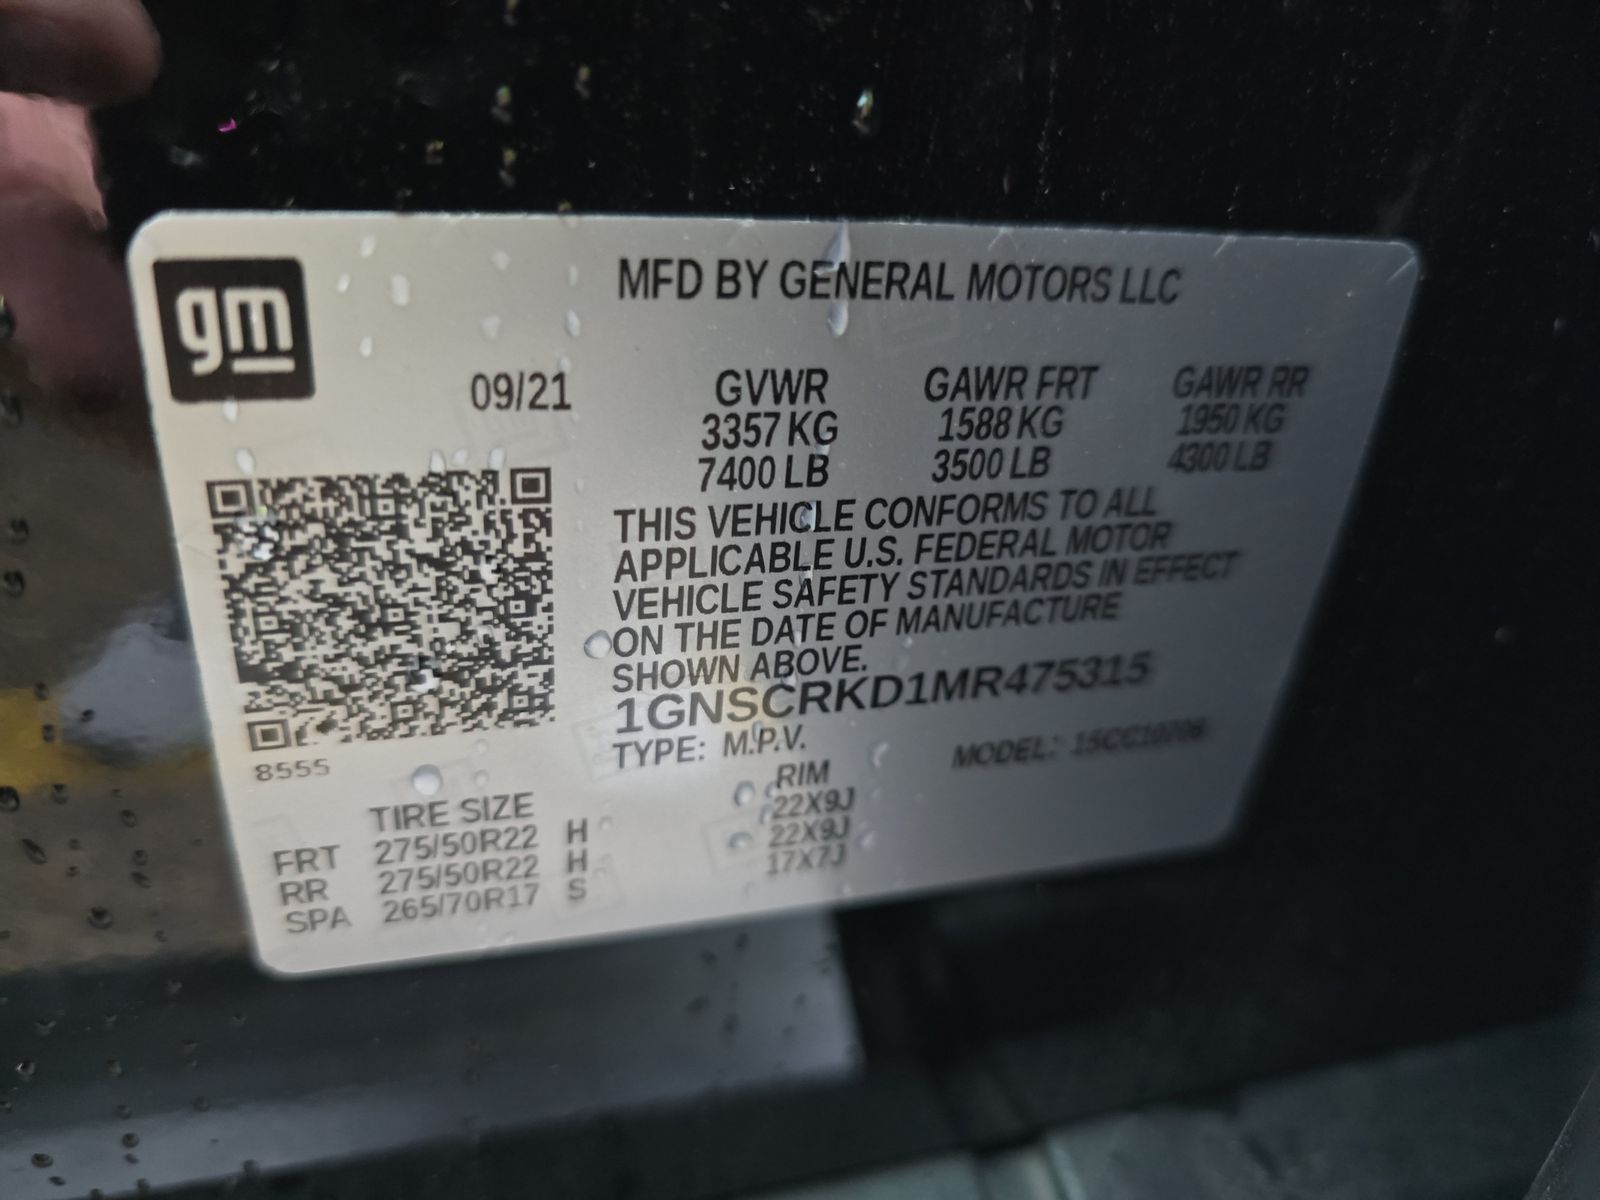 gm
MFD BY GENERAL MOTORS LLC
09/21
GVWR GAWR FRT GAWR RR
3357 KG 1588 KG 1950 KG
7400 LB 3500 LB 4300 LB
THIS VEHICLE CONFORMS TO ALL
APPLICABLE U.S. FEDERAL MOTOR
VEHICLE SAFETY STANDARDS IN EFFECT
ON THE DATE OF MANUFACTURE
SHOWN ABOVE.
1GNSCRKD1MR475315
TYPE: M.P.V. MODEL:
8555
TIRE SIZE RIM
FRT 275/50R22 H 22X9J
RR 275/50R22 H 22X9J
SPA 265/70R17 S 17X7J